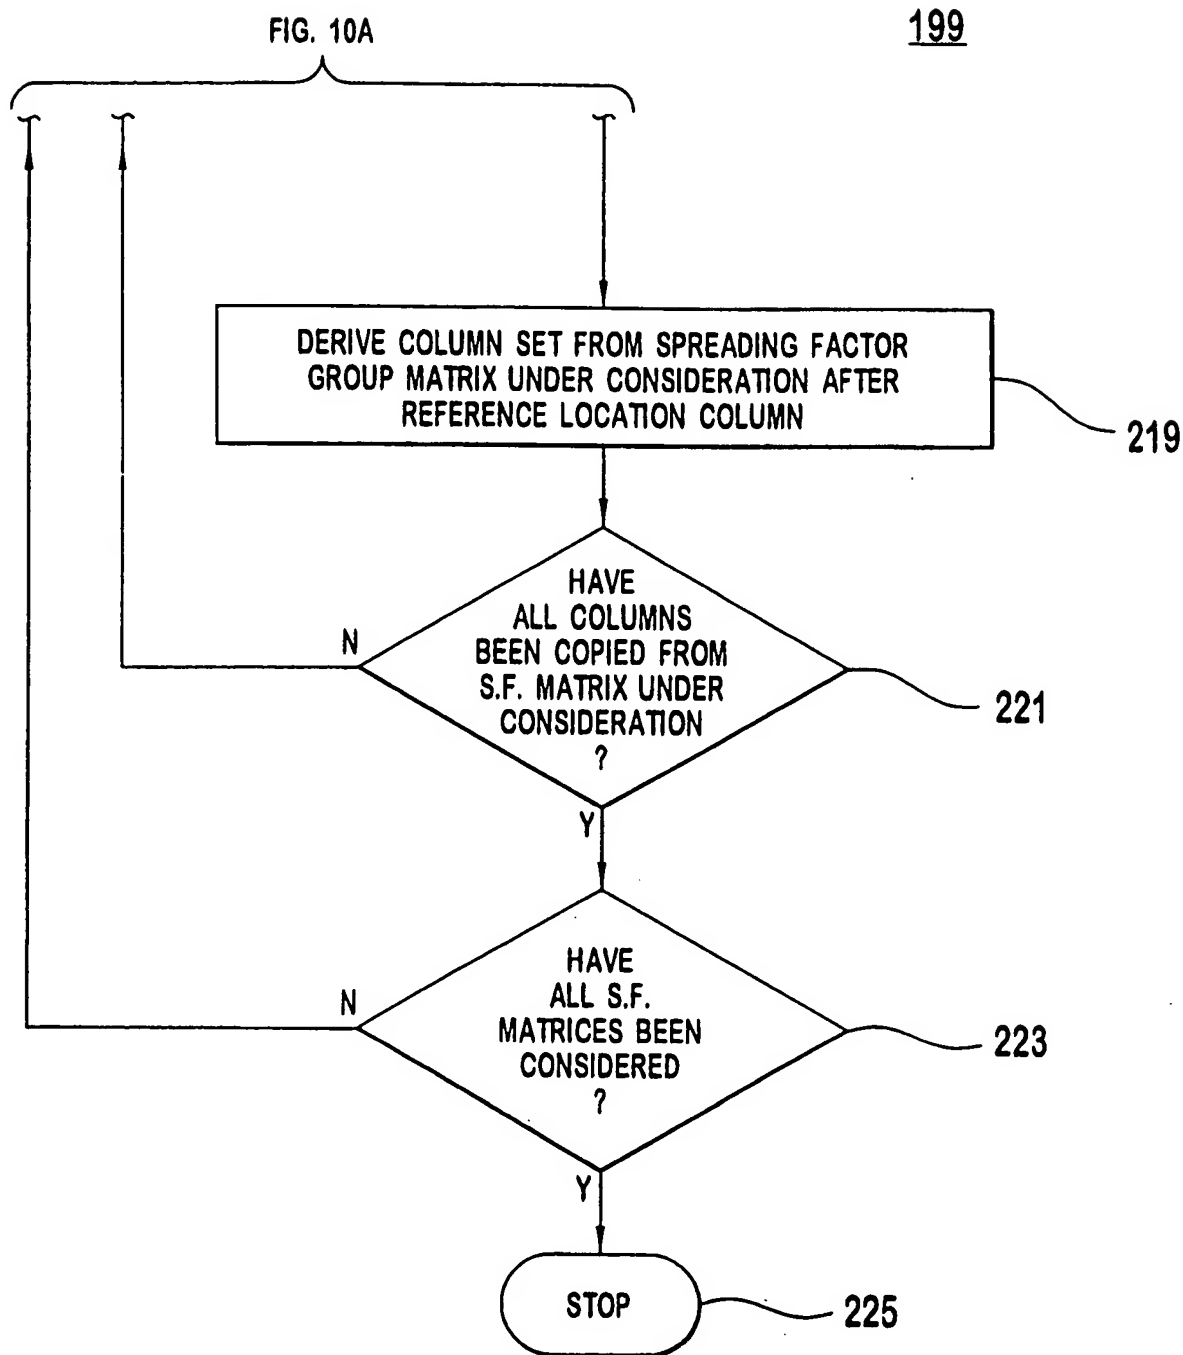 FIG. 10A
199
DERIVE COLUMN SET FROM SPREADING FACTOR
GROUP MATRIX UNDER CONSIDERATION AFTER
REFERENCE LOCATION COLUMN
219
HAVE
ALL COLUMNS
BEEN COPIED FROM
S.F. MATRIX UNDER
CONSIDERATION
?
N
221
Y
HAVE
ALL S.F.
MATRICES BEEN
CONSIDERED
?
N
223
Y
STOP
225